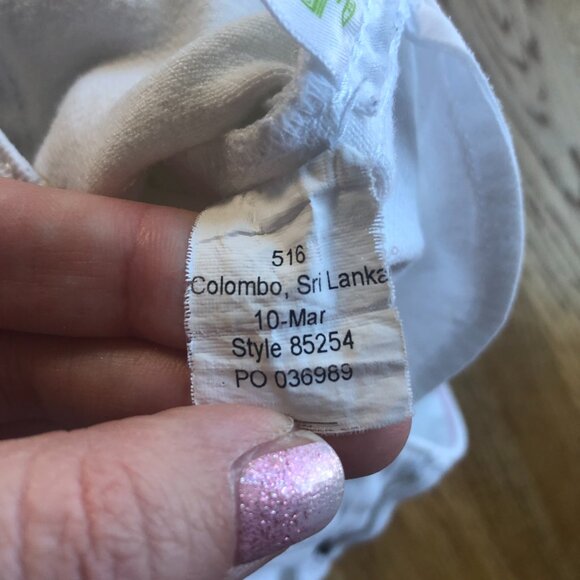 516
Colombo, Sri Lanka
10-Mar
Style 85254
PO 036989